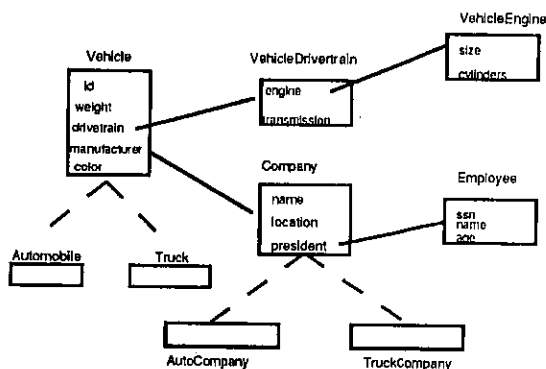 VehicleEngine
size
cylinders
Vehicle
id
weight
drivetrain
manufacturer
color
VehicleDrivertrain
engine
transmission
Company
name
location
president
Employee
ssn
name
age
Automobile
Truck
AutoCompany
TruckCompany